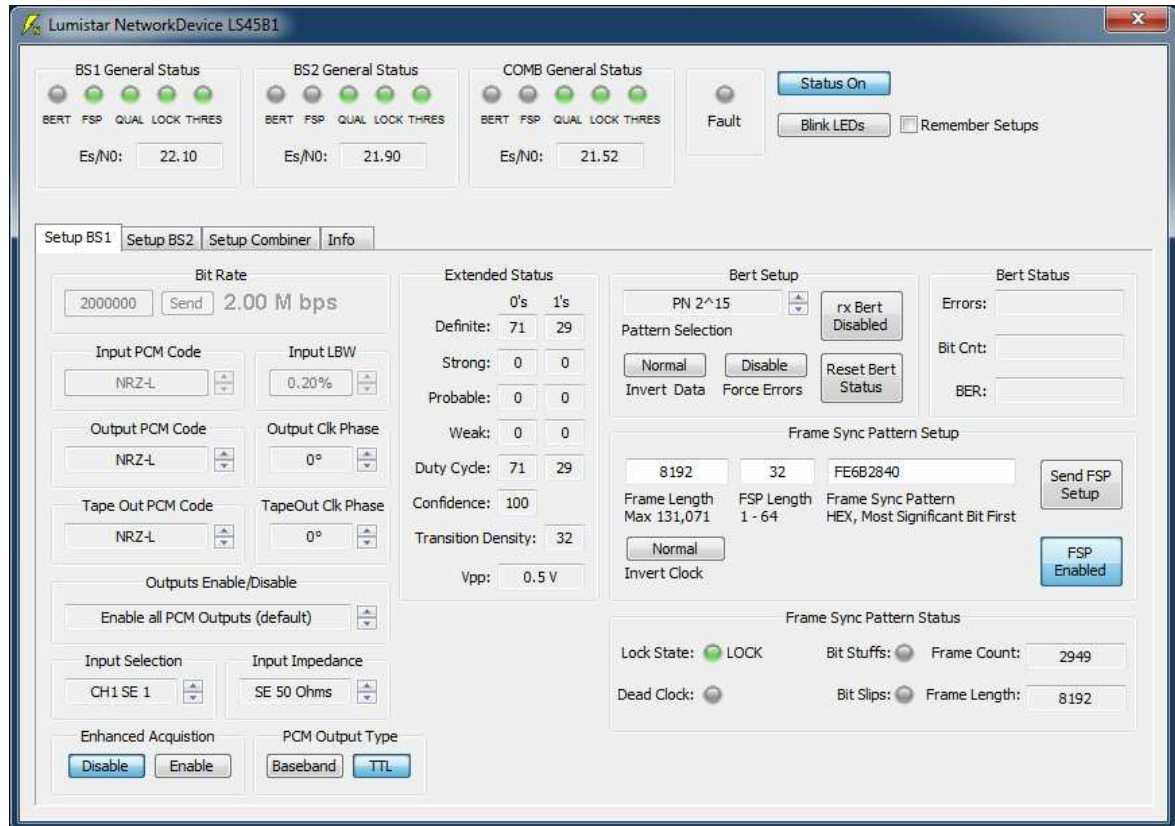 Lumistar NetworkDevice LS45B1
BS1 General Status
BERT FSP QUAL LOCK THRES
Es/N0: 22.10
BS2 General Status
BERT FSP QUAL LOCK THRES
Es/N0: 21.90
COMB General Status
BERT FSP QUAL LOCK THRES
Es/N0: 21.52
Fault
Status On
Blink LEDs
Remember Setups
Setup BS1 Setup BS2 Setup Combiner Info
Bit Rate
2000000 Send 2.00 M bps
Input PCM Code
NRZ-L
Input LBW
0.20%
Output PCM Code
NRZ-L
Output Clk Phase
0°
Tape Out PCM Code
NRZ-L
TapeOut Clk Phase
0°
Outputs Enable/Disable
Enable all PCM Outputs (default)
Input Selection
CH1 SE 1
Input Impedance
SE 50 Ohms
Enhanced Acquistion
Disable Enable
PCM Output Type
Baseband TTL
Extended Status
0's 1's
Definite: 71 29
Strong: 0 0
Probable: 0 0
Weak: 0 0
Duty Cycle: 71 29
Confidence: 100
Transition Density: 32
Vpp: 0.5 V
Bert Setup
PN 2^15
Pattern Selection
rx Bert
Disabled
Normal
Invert Data
Disable
Force Errors
Reset Bert
Status
Bert Status
Errors:
Bit Cnt:
BER:
Frame Sync Pattern Setup
8192
Frame Length
Max 131,071
32
FSP Length
1 - 64
FE6B2840
Frame Sync Pattern
HEX, Most Significant Bit First
Send FSP
Setup
Normal
Invert Clock
FSP
Enabled
Frame Sync Pattern Status
Lock State: LOCK Bit Stuffs: Frame Count: 2949
Dead Clock: Bit Slips: Frame Length: 8192